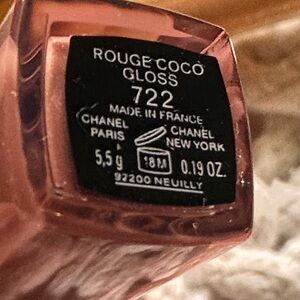 ROUGE COCO
GLOSS
722
MADE IN FRANCE
CHANEL PARIS
CHANEL NEW YORK
5,5 g 18M 0.19 OZ.
92200 NEUILLY